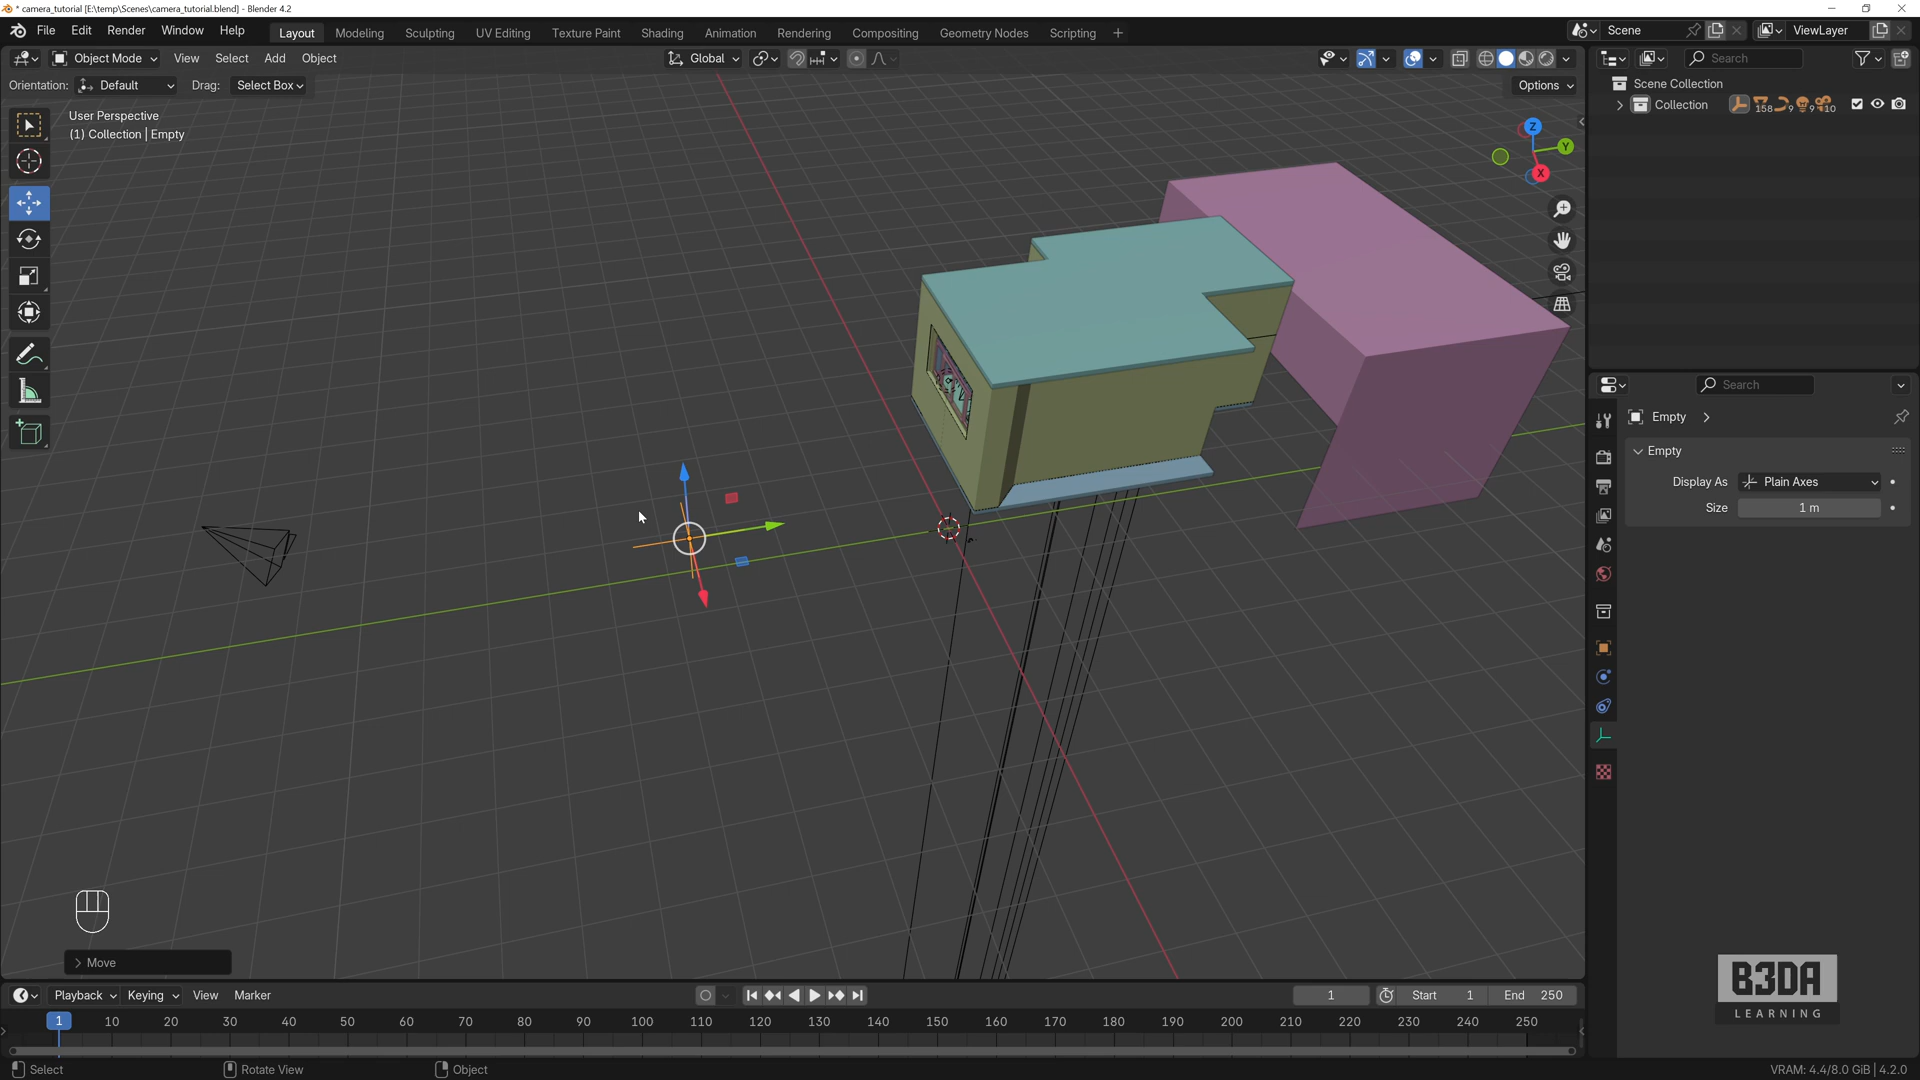 * camera_tutorial [E:\temp\Scenes\camera_tutorial.blend] - Blender 4.2
File Edit Render Window Help
Layout Modeling Sculpting UV Editing Texture Paint Shading Animation Rendering Compositing Geometry Nodes Scripting +
Scene
ViewLayer
Object Mode View Select Add Object
Global
Search
Orientation: Default Drag: Select Box
Options
User Perspective
(1) Collection | Empty
Scene Collection
Collection 158 9 9 10
Z
Y
X
Search
Empty
Empty
Display As Plain Axes
Size 1 m
Move
B3DA
LEARNING
Playback Keying View Marker
1
Start 1
End 250
1 10 20 30 40 50 60 70 80 90 100 110 120 130 140 150 160 170 180 190 200 210 220 230 240 250
Select
Rotate View
Object
VRAM: 4.4/8.0 GiB | 4.2.0